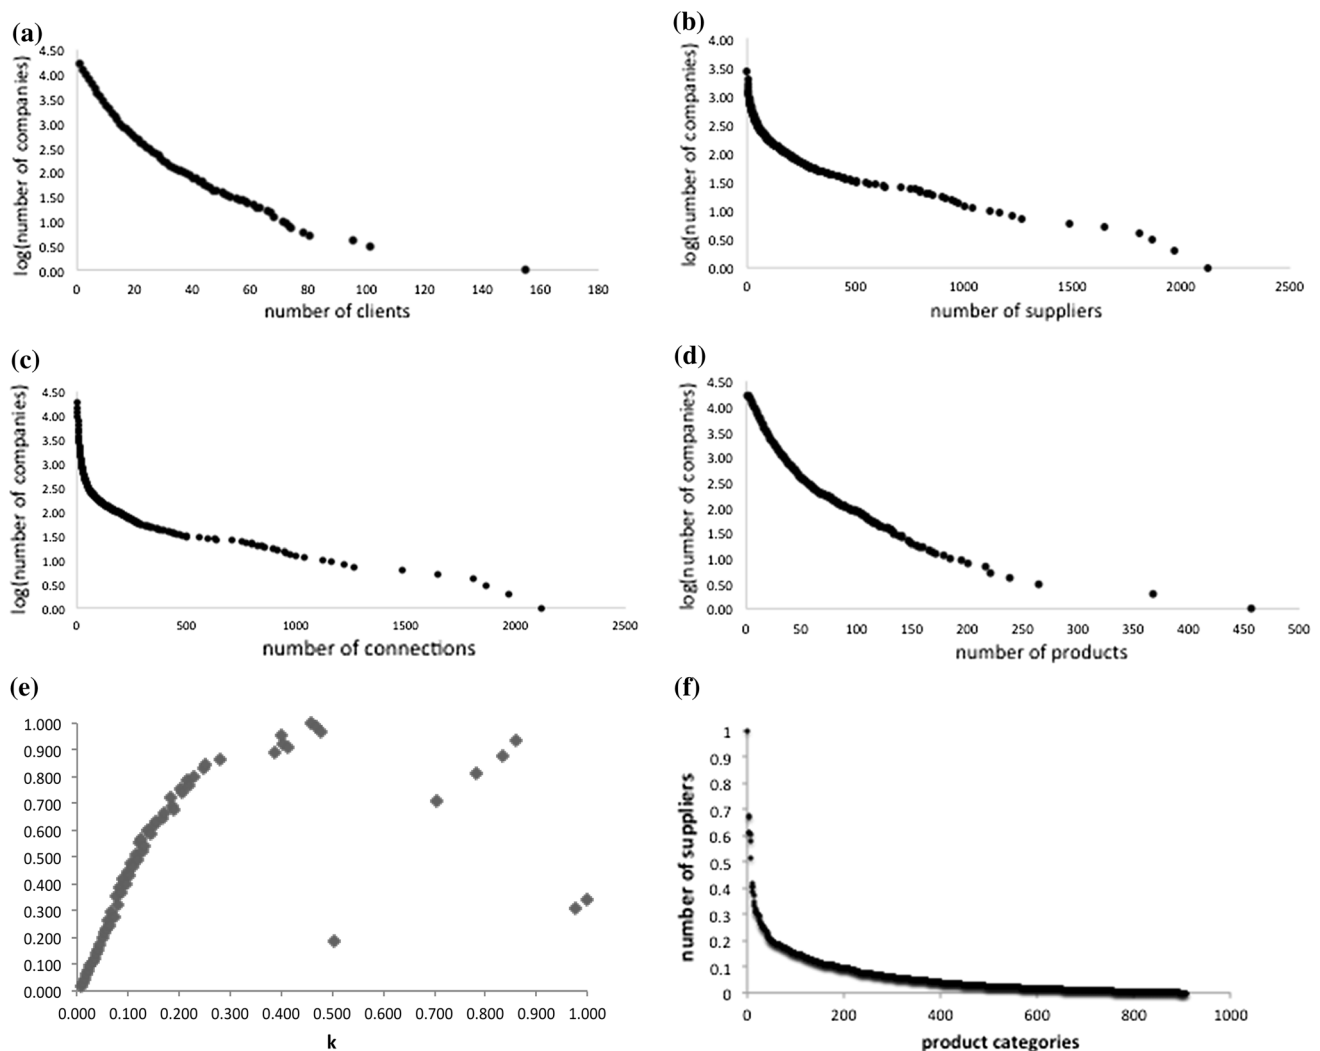 (a)
4.50
4.00
3.50
3.00
2.50
2.00
1.50
1.00
0.50
0.00
log(number of companies)
0 20 40 60 80 100 120 140 160 180
number of clients
(b)
4.00
3.50
3.00
2.50
2.00
1.50
1.00
0.50
0.00
log(number of companies)
0 500 1000 1500 2000 2500
number of suppliers
(c)
4.50
4.00
3.50
3.00
2.50
2.00
1.50
1.00
0.50
0.00
log(number of companies)
0 500 1000 1500 2000 2500
number of connections
(d)
4.50
4.00
3.50
3.00
2.50
2.00
1.50
1.00
0.50
0.00
log(number of companies)
0 50 100 150 200 250 300 350 400 450 500
number of products
(e)
1.000
0.900
0.800
0.700
0.600
0.500
0.400
0.300
0.200
0.100
0.000
0.000 0.100 0.200 0.300 0.400 0.500 0.600 0.700 0.800 0.900 1.000
k
(f)
1
0.9
0.8
0.7
0.6
0.5
0.4
0.3
0.2
0.1
0
number of suppliers
0 200 400 600 800 1000
product categories